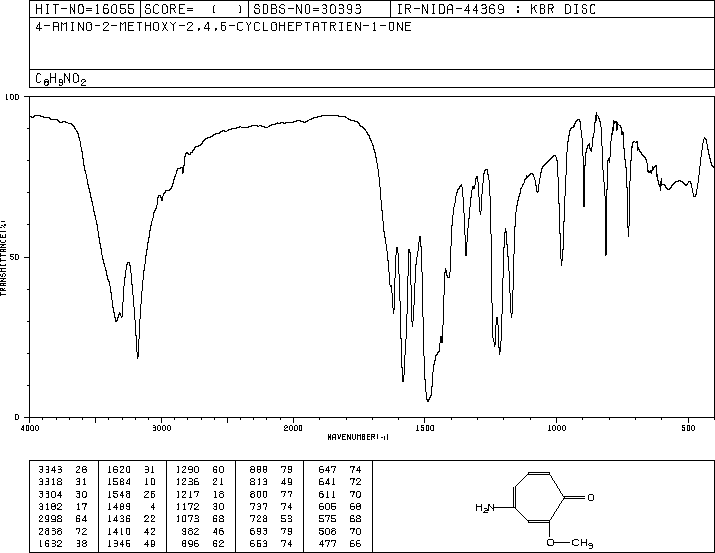 HIT-NO=16055 SCORE= ( ) SDBS-NO=30393 IR-NIDA-44369 : KBR DISC
4-AMINO-2-METHOXY-2,4,6-CYCLOHEPTATRIEN-1-ONE
C8H9NO2
100
50
0
TRANSMITTANCE(%)
4000 3000 2000 1500 1000 500
WAVENUMBER(-1)
3343 28 1620 31 1290 60 888 79 647 74
3318 31 1584 10 1236 21 813 49 641 72
3304 30 1548 26 1217 18 800 77 611 70
3182 17 1489 4 1172 30 737 74 606 68
2998 64 1436 22 1073 68 728 53 575 68
72 1410 42 982 46 693 79 508 70
1632 38 1346 49 896 62 653 74 477 66
H2N
O
O—CH3